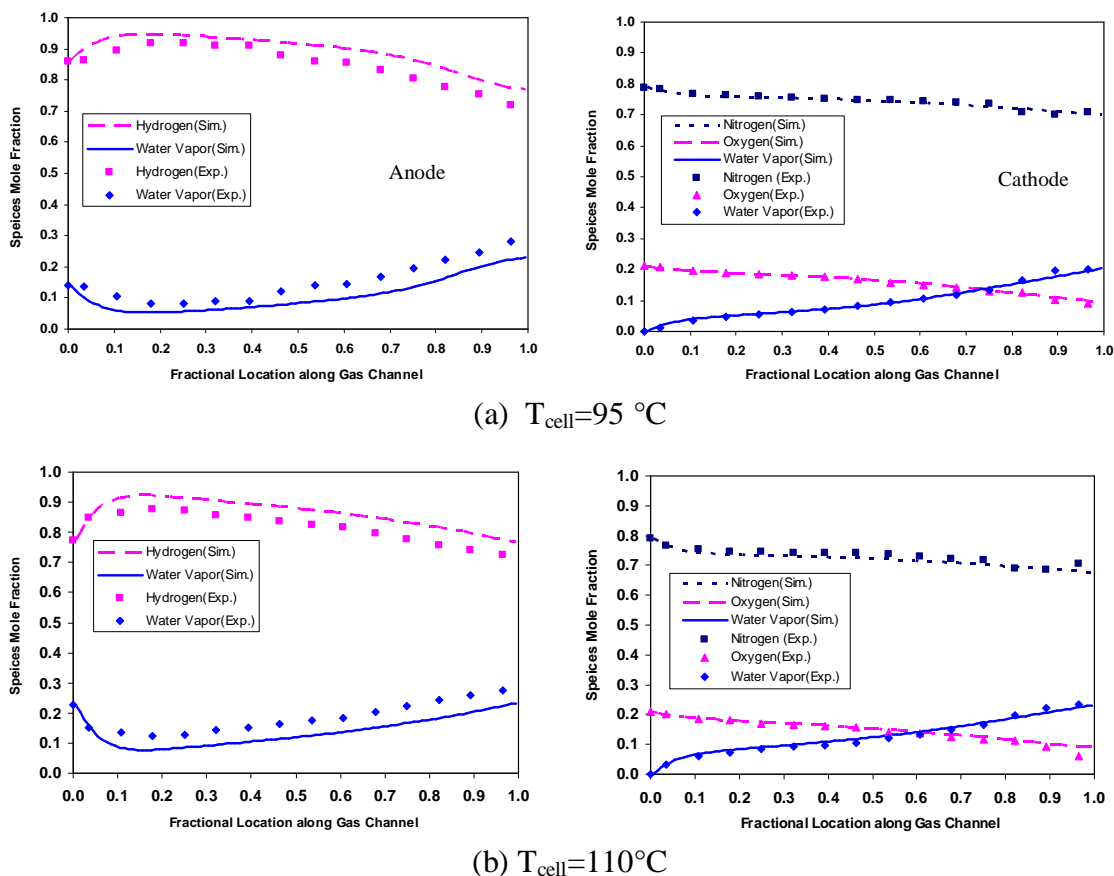 1.0
0.9
0.8
0.7
0.6
0.5
0.4
0.3
0.2
0.1
0.0
Speices Mole Fraction
Hydrogen(Sim.)
Water Vapor(Sim.)
Hydrogen(Exp.)
Water Vapor(Exp.)
Anode
0.0 0.1 0.2 0.3 0.4 0.5 0.6 0.7 0.8 0.9 1.0
Fractional Location along Gas Channel
1.0
0.9
0.8
0.7
0.6
0.5
0.4
0.3
0.2
0.1
0.0
Speices Mole Fraction
Nitrogen(Sim.)
Oxygen(Sim.)
Water Vapor(Sim.)
Nitrogen (Exp.)
Oxygen(Exp.)
Water Vapor(Exp.)
Cathode
0.0 0.1 0.2 0.3 0.4 0.5 0.6 0.7 0.8 0.9 1.0
Fractional Location along Gas Channel
(a) Tcell=95 °C
1.0
0.9
0.8
0.7
0.6
0.5
0.4
0.3
0.2
0.1
0.0
Speices Mole Fraction
Hydrogen(Sim.)
Water Vapor(Sim.)
Hydrogen(Exp.)
Water Vapor(Exp.)
0.0 0.1 0.2 0.3 0.4 0.5 0.6 0.7 0.8 0.9 1.0
Fractional Location along Gas Channel
1.0
0.9
0.8
0.7
0.6
0.5
0.4
0.3
0.2
0.1
0.0
Speices Mole Fraction
Nitrogen(Sim.)
Oxygen(Sim.)
Water Vapor(Sim.)
Nitrogen (Exp.)
Oxygen(Exp.)
Water Vapor(Exp.)
0.0 0.1 0.2 0.3 0.4 0.5 0.6 0.7 0.8 0.9 1.0
Fractional Location along Gas Channel
(b) Tcell=110°C